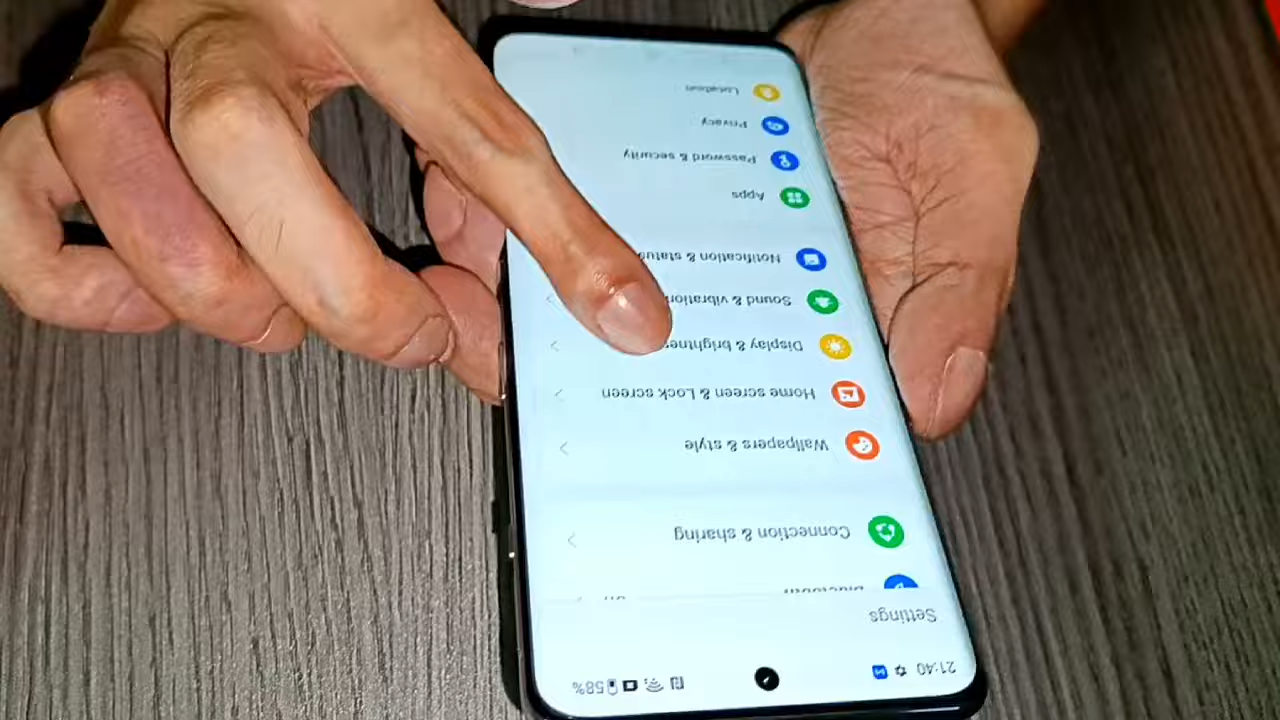 21:40
58%
Settings
Connection & sharing
Wallpapers & style
Home screen & Lock screen
Display & brightnes
Sound & vibration
Notification & status
Apps
Password & security
Privacy
Location